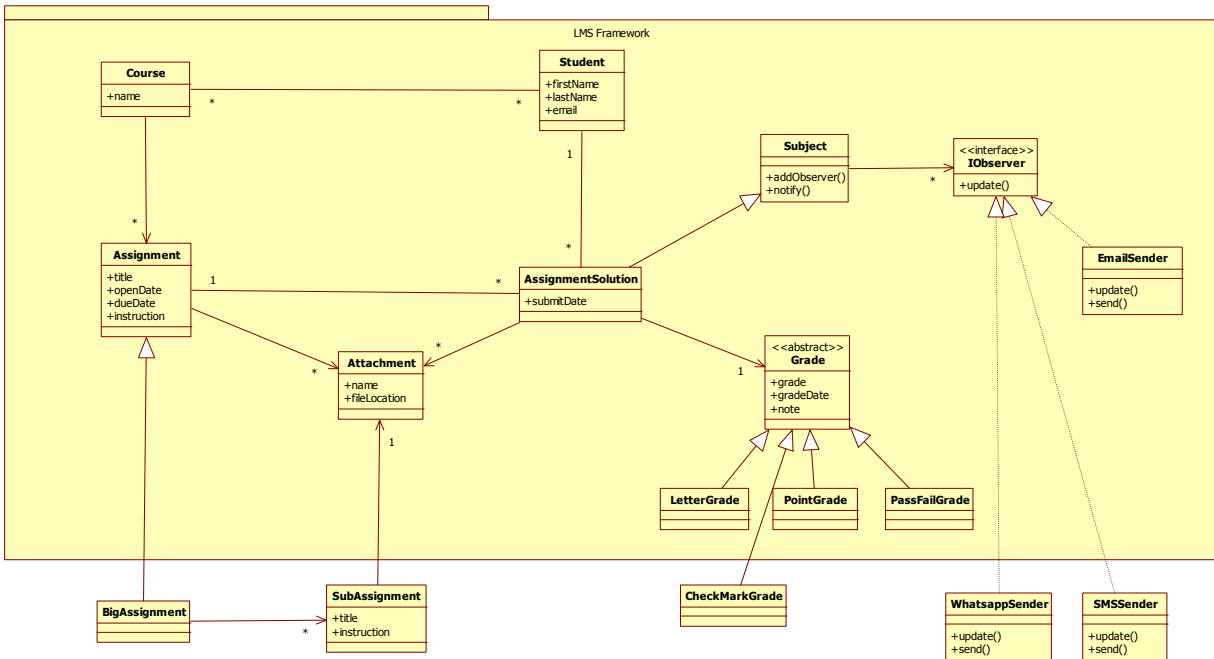 LMS Framework
Course
+name
*
*
Student
+firstName
+lastName
+email
1
*
Subject
+addObserver()
+notify()
*
<<interface>>
IObserver
+update()
*
Assignment
+title
+openDate
+dueDate
+instruction
1
*
AssignmentSolution
+submitDate
EmailSender
+update()
+send()
*
*
Attachment
+name
+fileLocation
1
1
<<abstract>>
Grade
+grade
+gradeDate
+note
LetterGrade
PointGrade
PassFailGrade
BigAssignment
*
SubAssignment
+title
+instruction
CheckMarkGrade
WhatsappSender
+update()
+send()
SMSSender
+update()
+send()